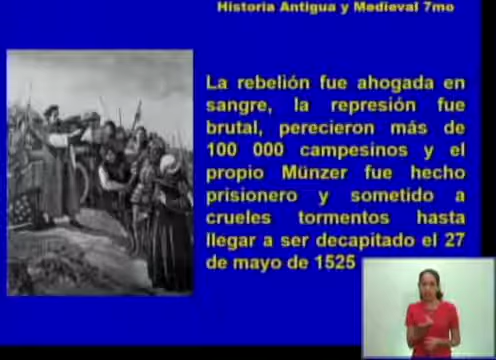 Historia Antigua y Medieval 7mo
La rebelión fue ahogada en
sangre, la represión fue
brutal, perecieron más de
100 000 campesinos y el
propio Münzer fue hecho
prisionero y sometido a
crueles tormentos hasta
llegar a ser decapitado el 27
de mayo de 1525